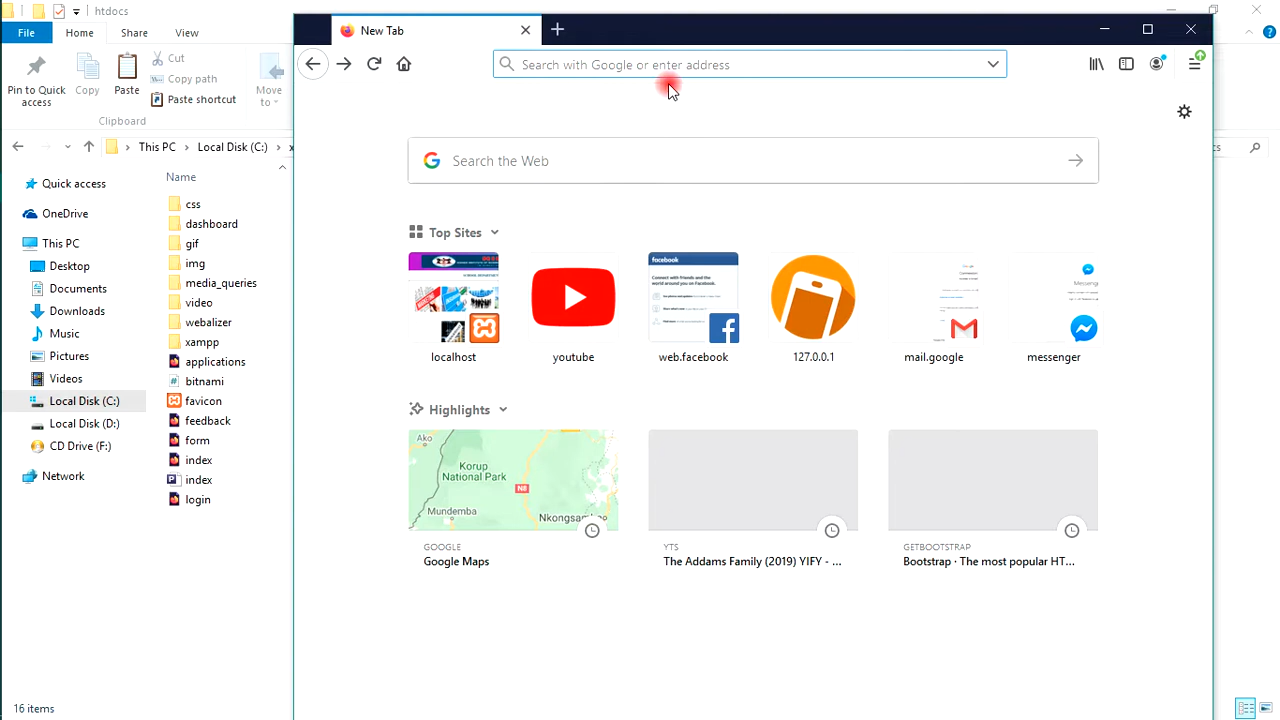 htdocs
File
Home
Share
View
Pin to Quick access
Copy
Paste
Cut
Copy path
Paste shortcut
Move to
Clipboard
This PC
Local Disk (C:)
Quick access
OneDrive
This PC
Desktop
Documents
Downloads
Music
Pictures
Videos
Local Disk (C:)
Local Disk (D:)
CD Drive (F:)
Network
16 items
Name
css
dashboard
gif
img
media_queries
video
webalizer
xampp
applications
bitnami
favicon
feedback
form
index
index
login
New Tab
Search with Google or enter address
Search the Web
Top Sites
facebook
localhost
youtube
web.facebook
127.0.0.1
mail.google
messenger
Highlights
Ako
Korup
National Park
N8
Mundemba
Nkongsamba
GOOGLE
Google Maps
YTS
The Addams Family (2019) YIFY - ...
GETBOOTSTRAP
Bootstrap · The most popular HT...